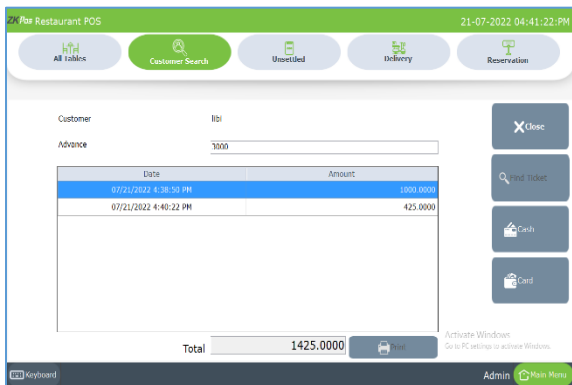 ZKPos Restaurant POS 21-07-2022 04:41:22:PM
All Tables Customer Search Unsettled Delivery Reservation
Customer libi
Close
Advance 3000
Date Amount
Find Ticket
07/21/2022 4:38:50 PM 1000.0000
07/21/2022 4:40:22 PM 425.0000
Cash
Card
Activate Windows
Total 1425.0000 Print Go to PC settings to activate Windows.
Keyboard Admin Main Menu